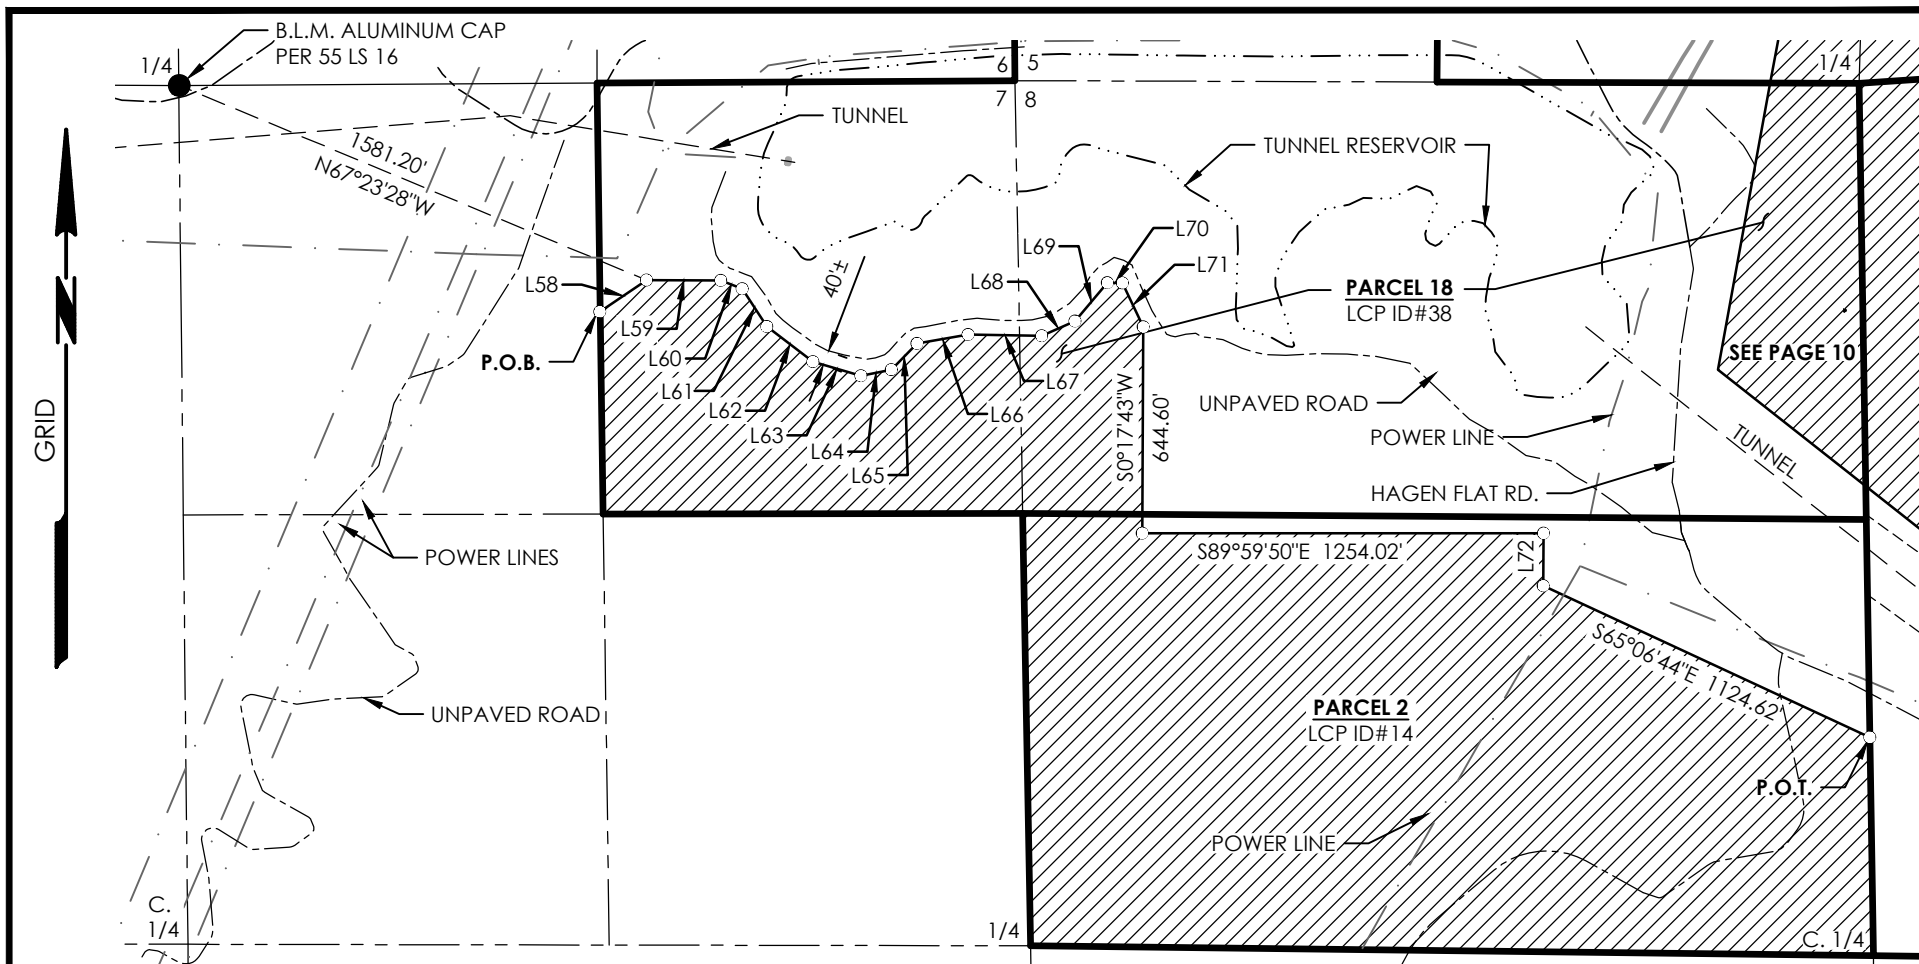 B.L.M. ALUMINUM CAP
PER 55 LS 16
1/4
6 5
7 8
1/4
TUNNEL
1581.20'
N67°23'28"W
TUNNEL RESERVOIR
L58
L59
L60
L61
L62
L63
L64
L65
L66
L67
L68
L69
L70
L71
40'±
P.O.B.
PARCEL 18
LCP ID#38
SEE PAGE 10
GRID
N
S0°17'43"W
644.60'
UNPAVED ROAD
POWER LINE
HAGEN FLAT RD.
TUNNEL
POWER LINES
S89°59'50"E 1254.02'
L72
S65°06'44"E 1124.62'
UNPAVED ROAD
PARCEL 2
LCP ID#14
P.O.T.
POWER LINE
C.
1/4
1/4
C. 1/4